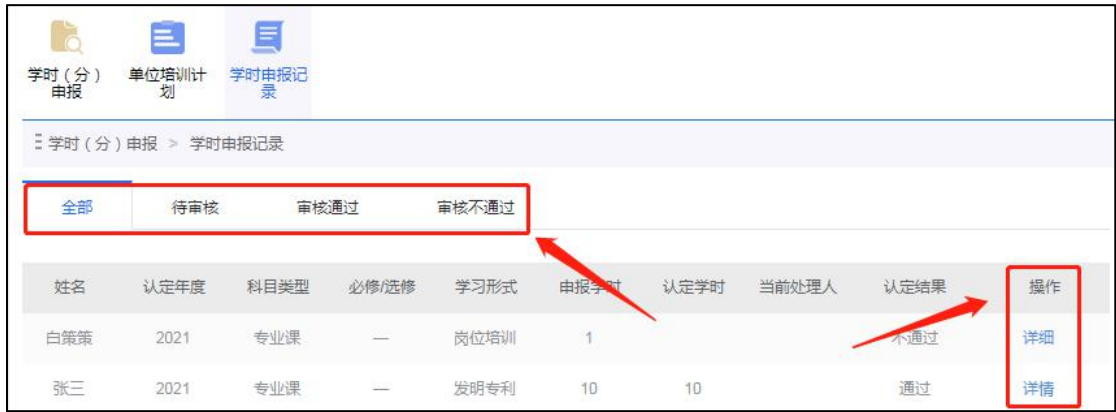 学时（分）申报
单位培训计划
学时申报记录
学时（分）申报 > 学时申报记录
全部 待审核 审核通过 审核不通过
姓名 认定年度 科目类型 必修/选修 学习形式 申报学时 认定学时 当前处理人 认定结果 操作
白策策 2021 专业课 — 岗位培训 1 不通过 详细
张三 2021 专业课 — 发明专利 10 10 通过 详情